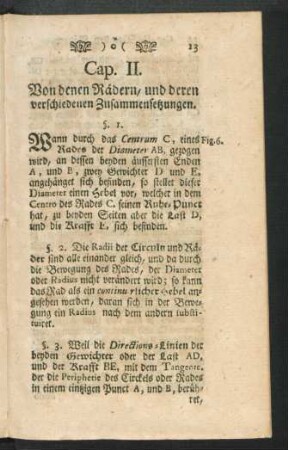 ) o ( 13
Cap. II.
Von denen Rädern, und deren
verschiedenen Zusammensetzungen.
§. 1.
Wann durch das Centrum C, eines Fig. 6.
Rades der Diameter AB, gezogen
wird, an dessen beyden äussersten Enden
A, und B, zwey Gewichter D und E,
angehänget sich befinden, so stellet dieser
Diameter einen Hebel vor, welcher in dem
Centro des Rades C. seinen Ruhe-Punct
hat, zu beyden Seiten aber die Last D,
und die Krafft E, sich befinden.
§. 2. Die Radii der Circuln und Rä-
der sind alle einander gleich, und da durch
die Bewegung des Rades, der Diameter
oder Radius nicht verändert wird; so kann
das Rad als ein continuirlicher Hebel an-
gesehen werden, daran sich in der Bewe-
gung ein Radius nach dem andern substi-
tuiret.
§. 3. Weil die Directions-Linien der
beyden Gewichter oder der Last AD,
und der Krafft BE, mit dem Tangente,
der die Peripherie des Circkels oder Rades
in einem eintzigen Punct A, und B, berüh-
ret,